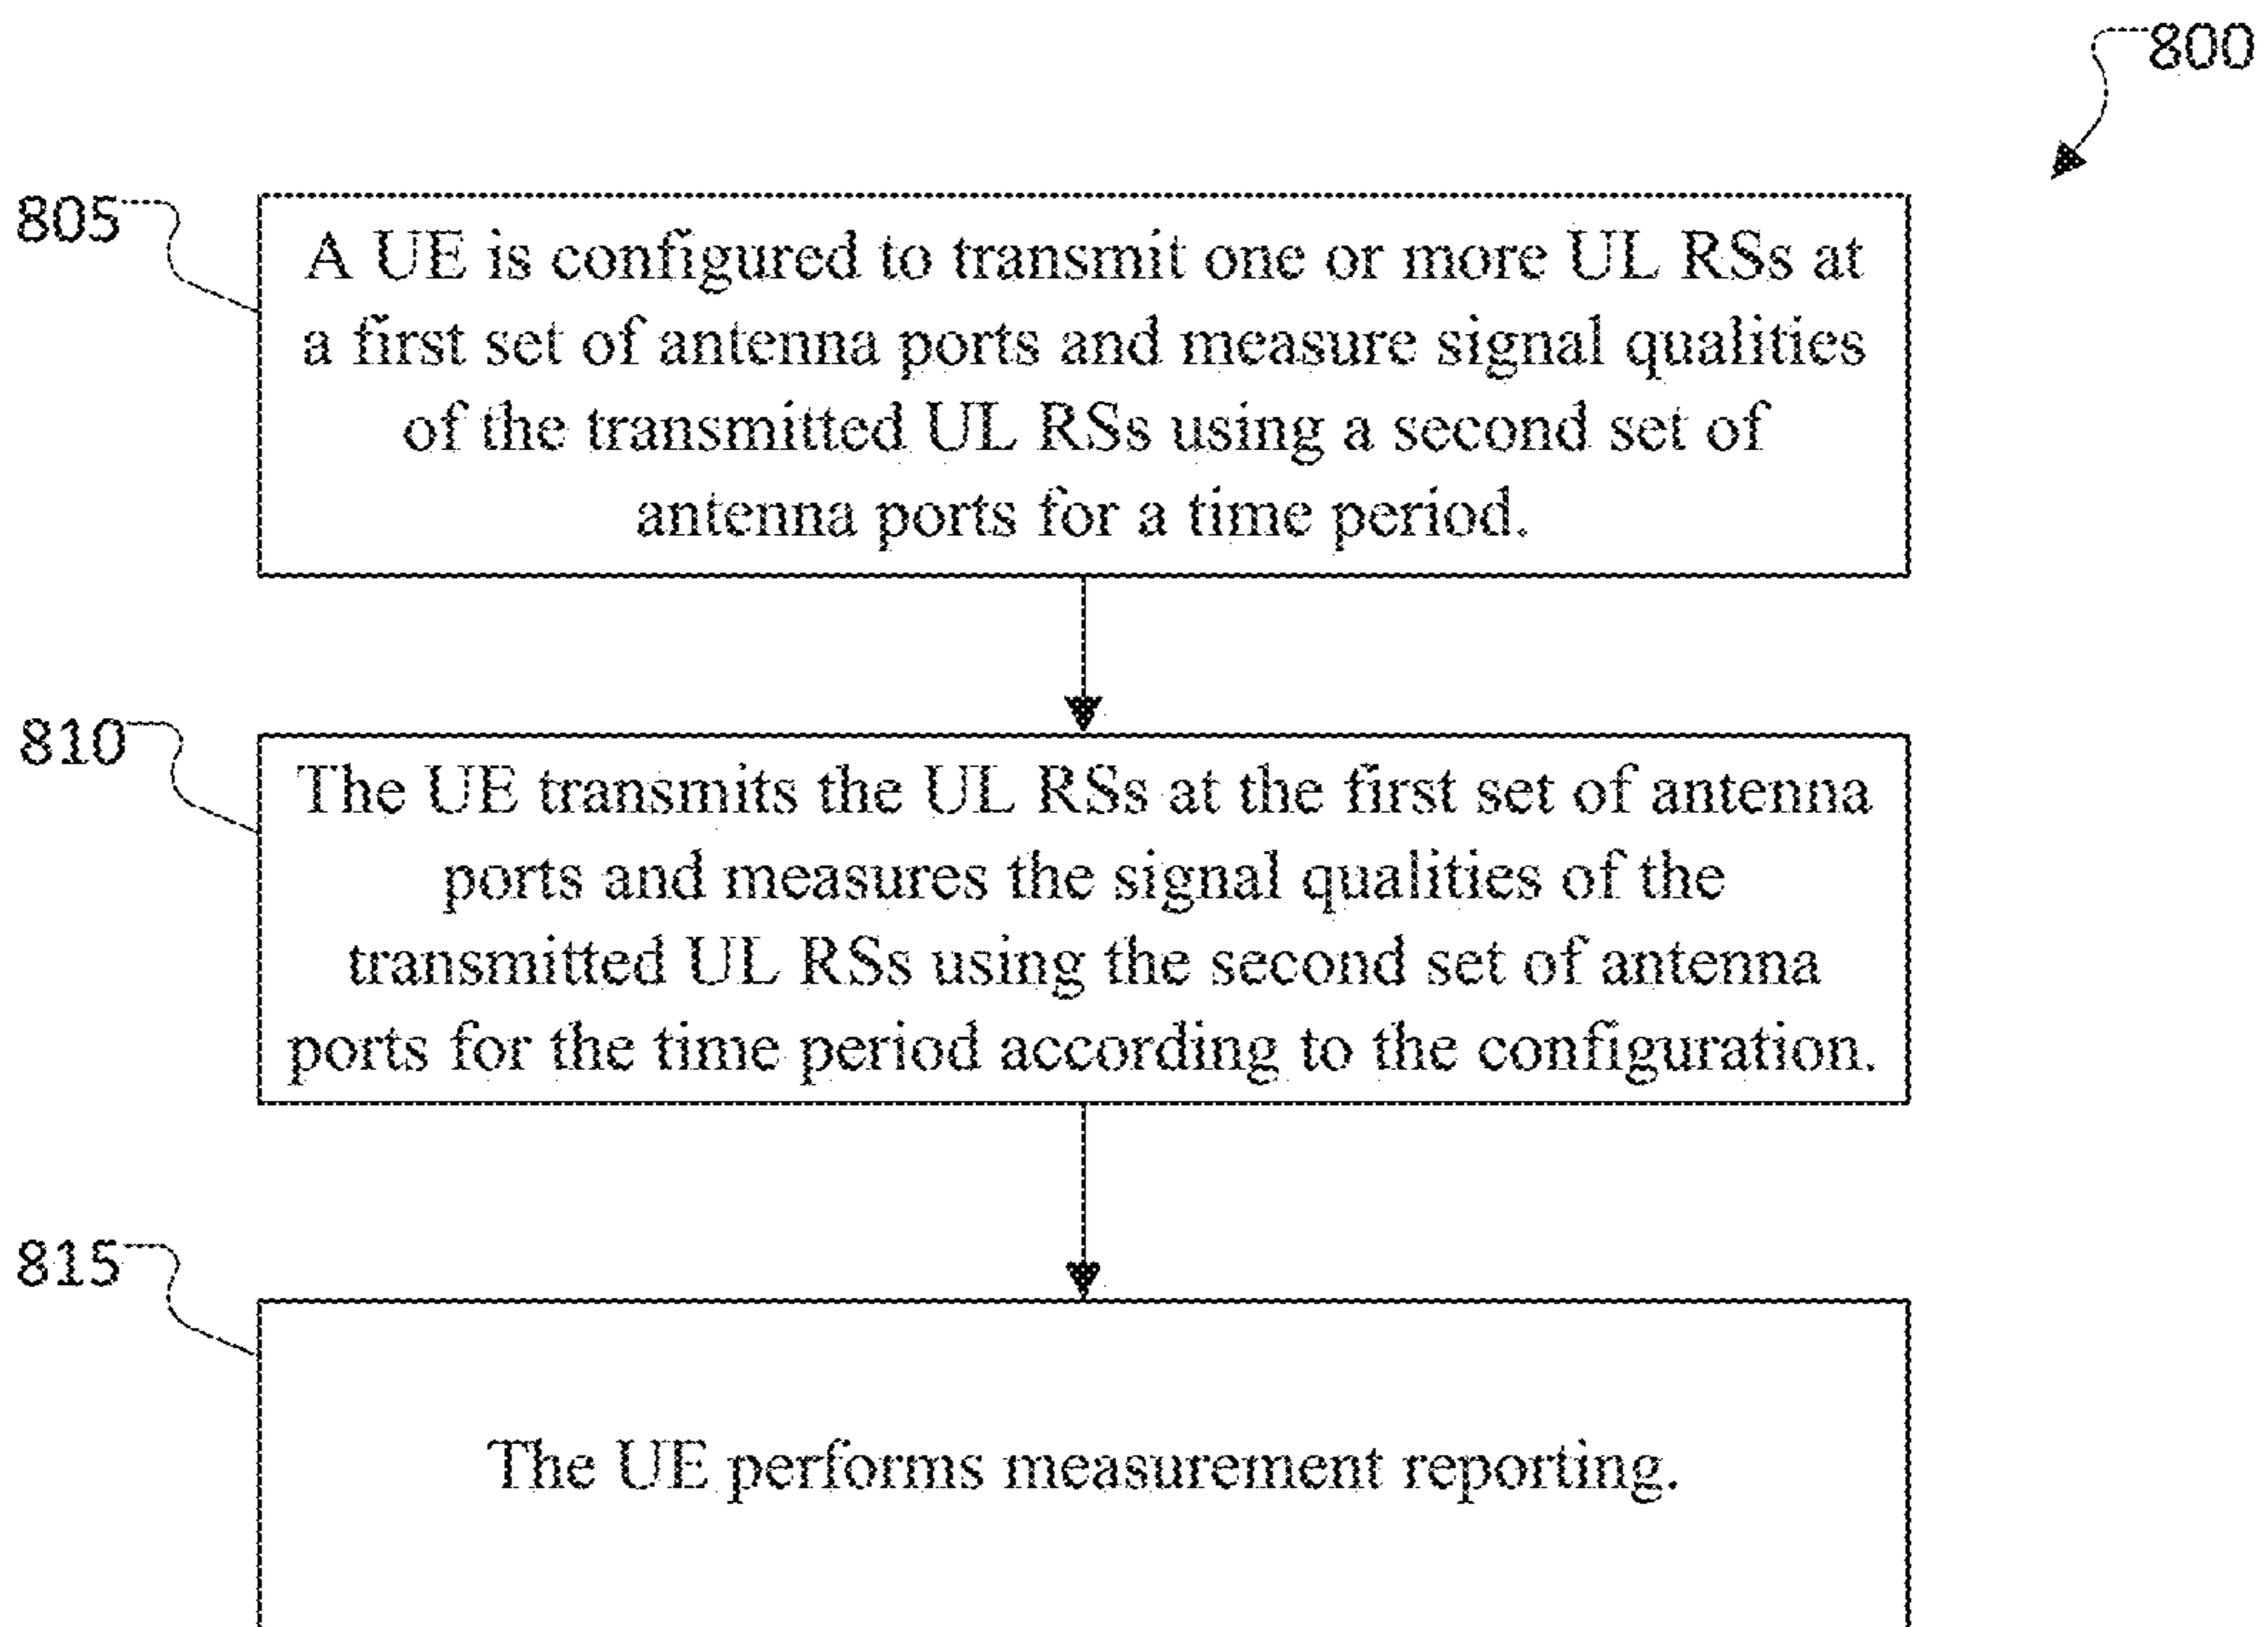 800
805
A UE is configured to transmit one or more UL RSs at
a first set of antenna ports and measure signal qualities
of the transmitted UL RSs using a second set of
antenna ports for a time period.
810
The UE transmits the UL RSs at the first set of antenna
ports and measures the signal qualities of the
transmitted UL RSs using the second set of antenna
ports for the time period according to the configuration.
815
The UE performs measurement reporting.